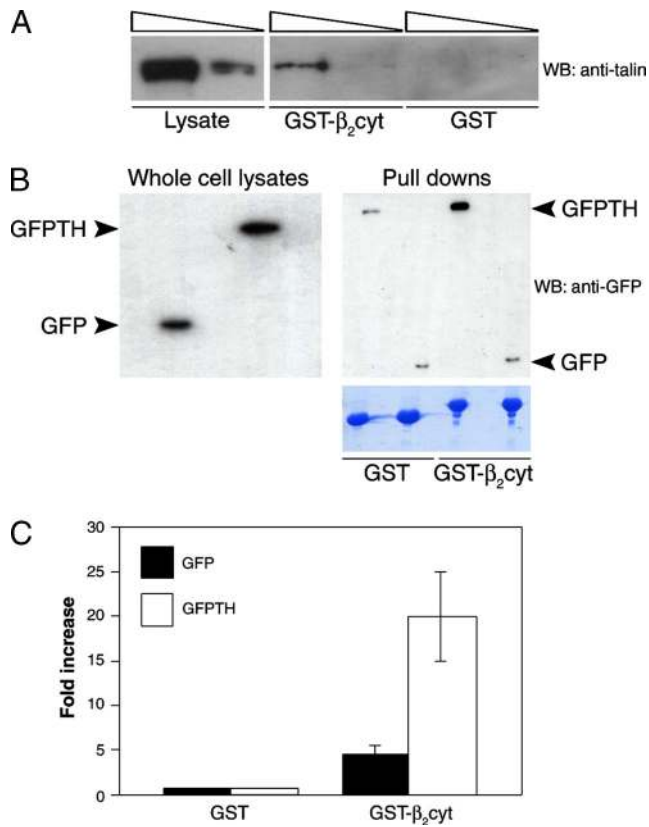 A
WB: anti-talin
Lysate GST-β₂cyt GST
B
Whole cell lysates Pull downs
GFPTH GFPTH
WB: anti-GFP
GFP GFP
GST GST-β₂cyt
C
30
25
20
15
10
5
0
Fold increase
GFP
GFPTH
GST GST-β₂cyt